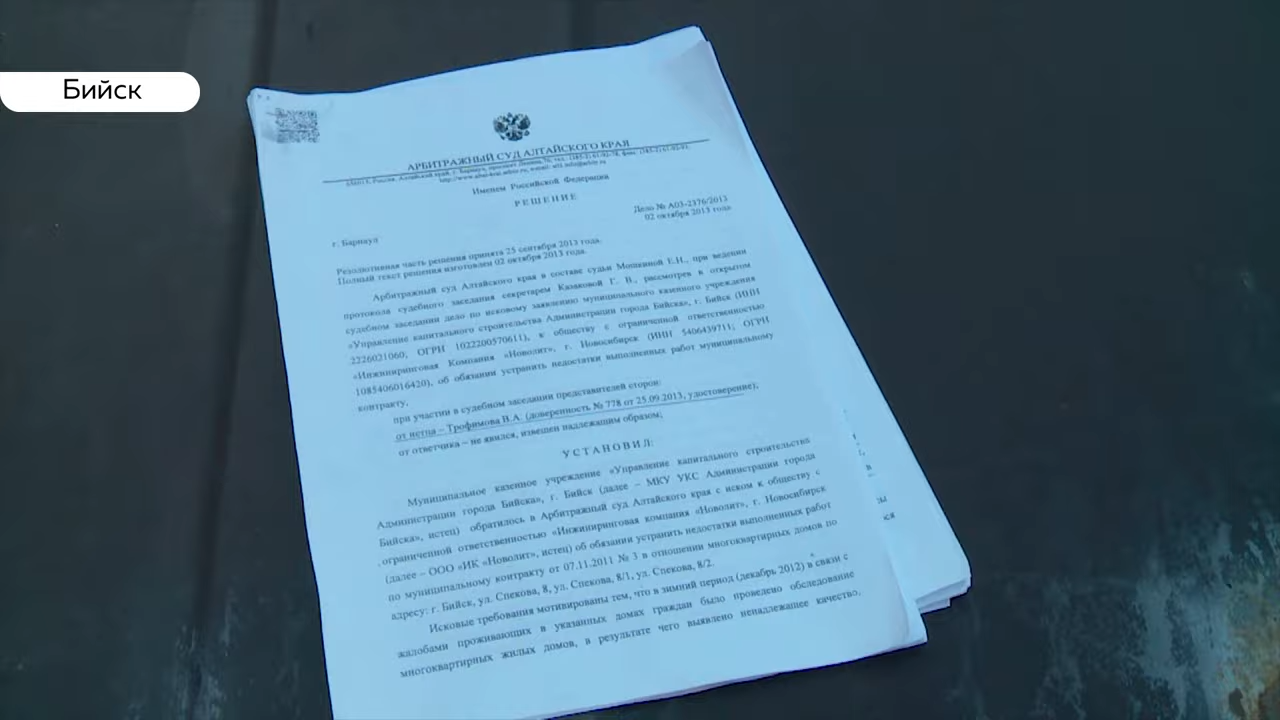 Бийск
АРБИТРАЖНЫЙ СУД АЛТАЙСКОГО КРАЯ
Именем Российской Федерации
РЕШЕНИЕ
Дело № А03-2376/2013
02 октября 2013 года
г. Барнаул
Резолютивная часть решения принята 25 сентября 2013 года.
Полный текст решения изготовлен 02 октября 2013 года.
Арбитражный суд Алтайского края в составе судьи Мошкиной Е.Н., при ведении
протокола судебного заседания секретарем Казаковой Г. В., рассмотрев в открытом
судебном заседании дело по исковому заявлению муниципального казенного учреждения
«Управление капитального строительства Администрации города Бийска», г. Бийск (ИНН
2226021060, ОГРН 1022200570611), к обществу с ограниченной ответственностью
«Инжиниринговая Компания «Новолит», г. Новосибирск (ИНН 5406439711, ОГРН
1085406016420), об обязании устранить недостатки выполненных работ муниципальному
контракту,
при участии в судебном заседании представителей сторон:
от истца – Трофимова В.А. (доверенность № 778 от 25.09.2013, удостоверение);
от ответчика – не явился, извещен надлежащим образом;
УСТАНОВИЛ:
Муниципальное казенное учреждение «Управление капитального строительства
Администрации города Бийска», г. Бийск (далее – МКУ УКС Администрации города
Бийска», истец) обратилось в Арбитражный суд Алтайского края с иском к обществу с
ограниченной ответственностью «Инжиниринговая компания «Новолит», г. Новосибирск
(далее – ООО «ИК «Новолит», истец) об обязании устранить недостатки выполненных работ
по муниципальному контракту от 07.11.2011 № 3 в отношении многоквартирных домов по
адресу: г. Бийск, ул. Спекова, 8, ул. Спекова, 8/1, ул. Спекова, 8/2.
Исковые требования мотивированы тем, что в зимний период (декабрь 2012) в связи с
жалобами проживающих в указанных домах граждан было проведено обследование
многоквартирных жилых домов, в результате чего выявлено ненадлежащее качество,